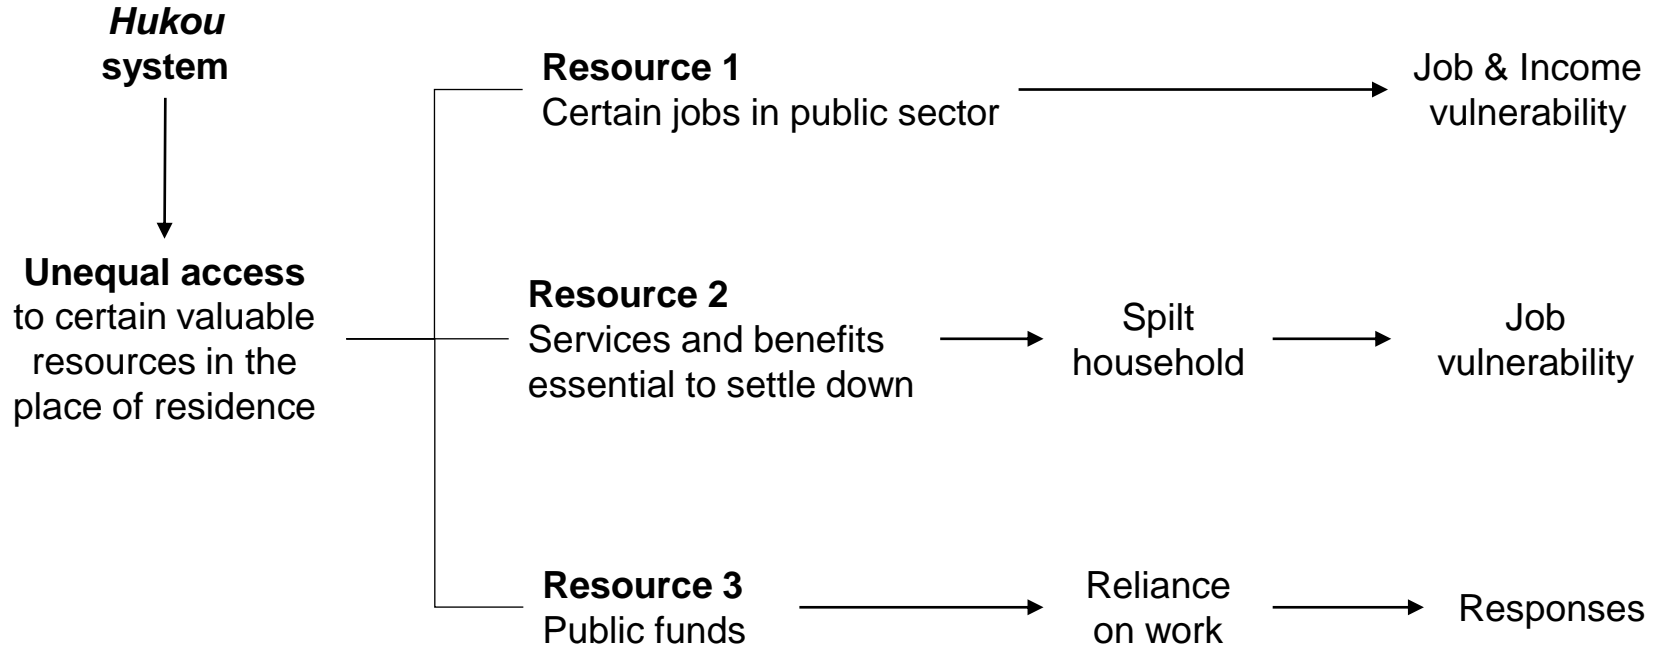 Hukou
system
Unequal access
to certain valuable
resources in the
place of residence
Resource 1
Certain jobs in public sector
Job & Income
vulnerability
Resource 2
Services and benefits
essential to settle down
Spilt
household
Job
vulnerability
Resource 3
Public funds
Reliance
on work
Responses